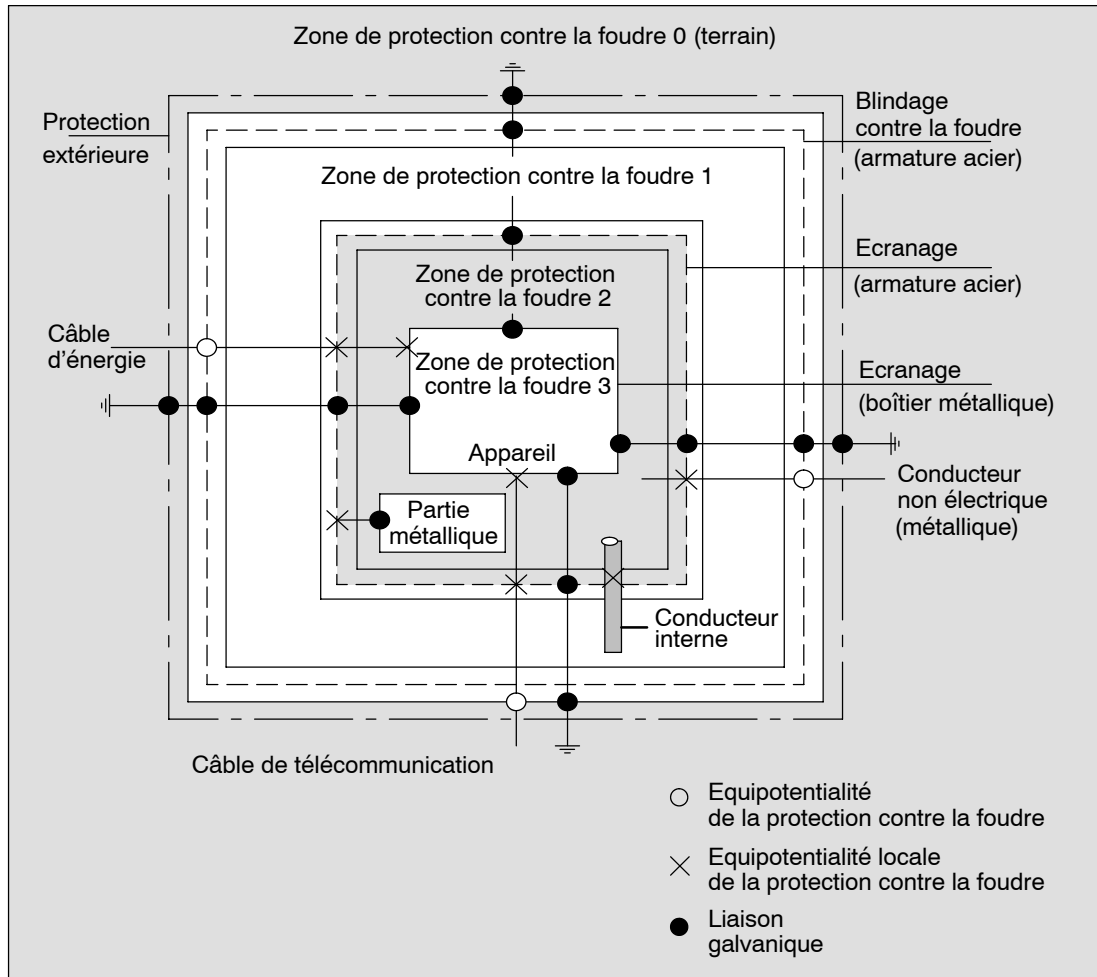 Zone de protection contre la foudre 0 (terrain)
Protection
extérieure
Blindage
contre la foudre
(armature acier)
Zone de protection contre la foudre 1
Ecranage
(armature acier)
Zone de protection
contre la foudre 2
Câble
d'énergie
Zone de protection
contre la foudre 3
Ecranage
(boîtier métallique)
Appareil
Conducteur
non électrique
(métallique)
Partie
métallique
Conducteur
interne
Câble de télécommunication
Equipotentialité
de la protection contre la foudre
Equipotentialité locale
de la protection contre la foudre
Liaison
galvanique